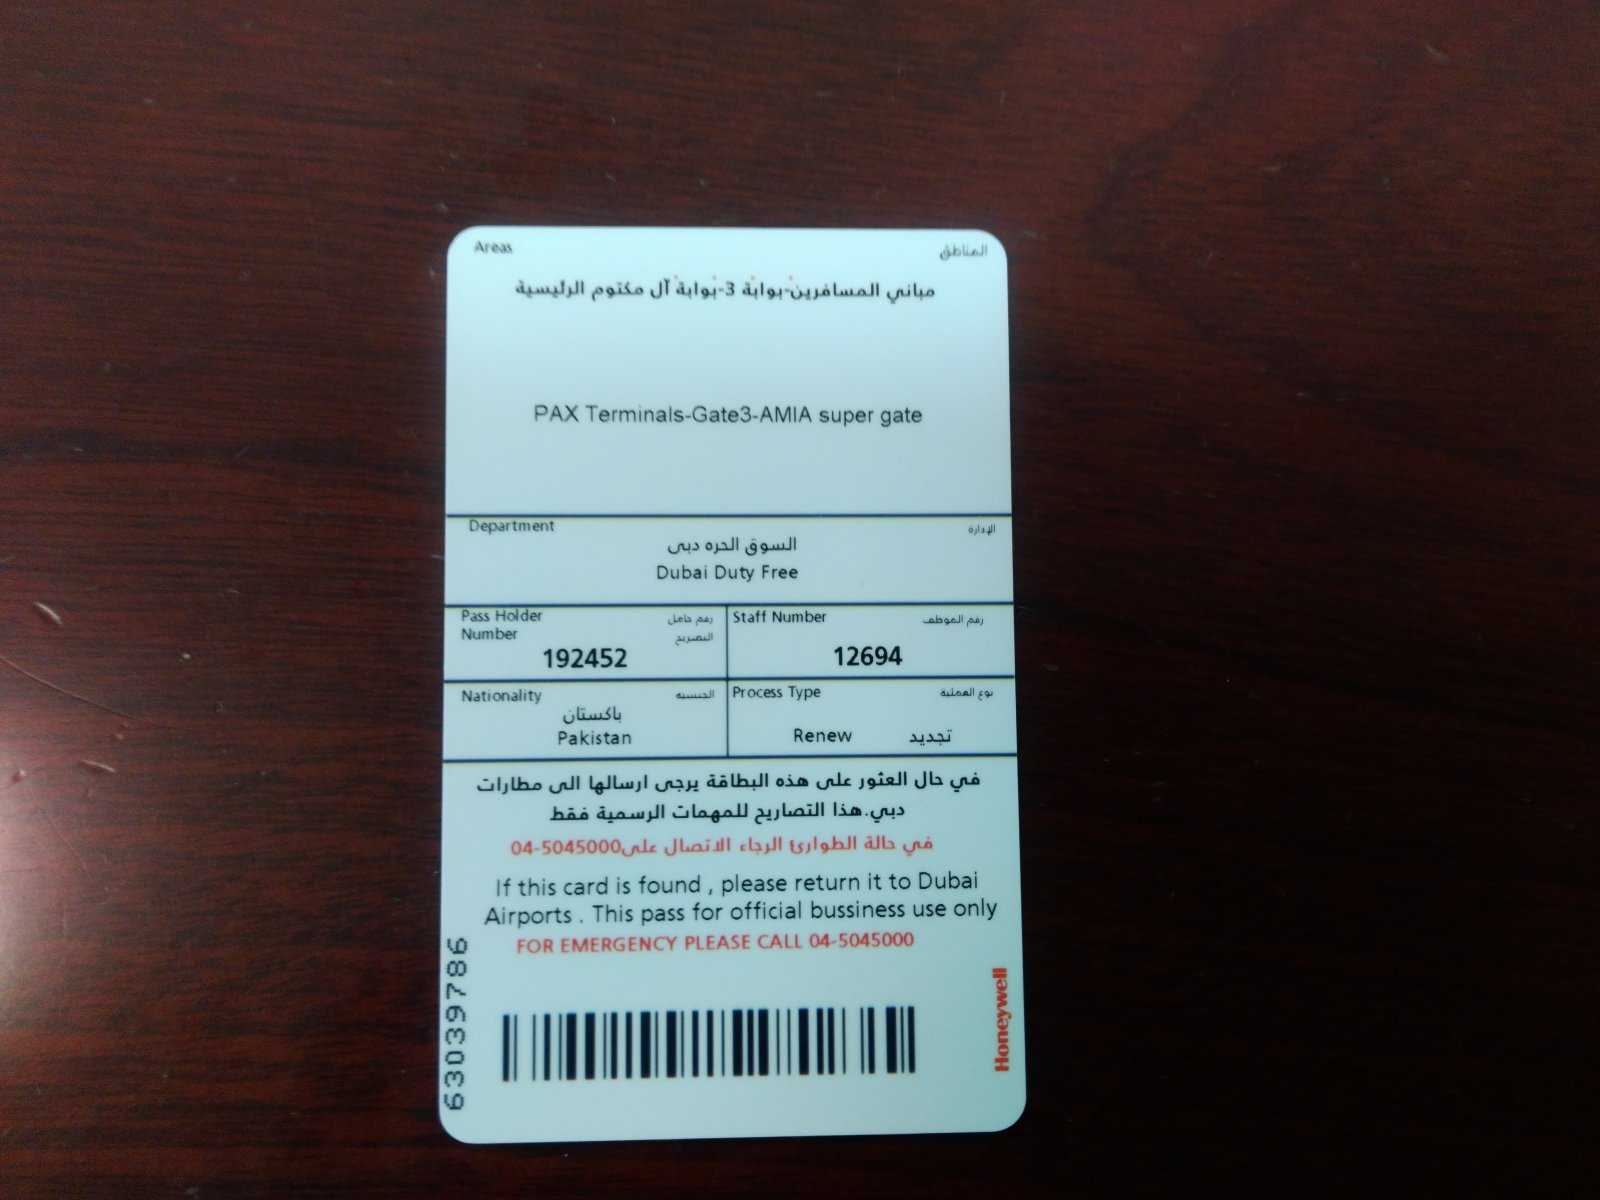 Areas المناطق
مباني المسافرين-بوابة 3-بوابة آل مكتوم الرئيسية
PAX Terminals-Gate3-AMIA super gate
Department الإدارة
السوق الحره دبى
Dubai Duty Free
Pass Holder رقم حامل
Number التصريح
192452
Staff Number رقم الموظف
12694
Nationality الجنسيه
باكستان
Pakistan
Process Type نوع العملية
Renew تجديد
في حال العثور على هذه البطاقة يرجى ارسالها الى مطارات
دبي.هذا التصاريح للمهمات الرسمية فقط
في حالة الطوارئ الرجاء الاتصال على04-5045000
If this card is found , please return it to Dubai
Airports . This pass for official bussiness use only
FOR EMERGENCY PLEASE CALL 04-5045000
63039786
Honeywell